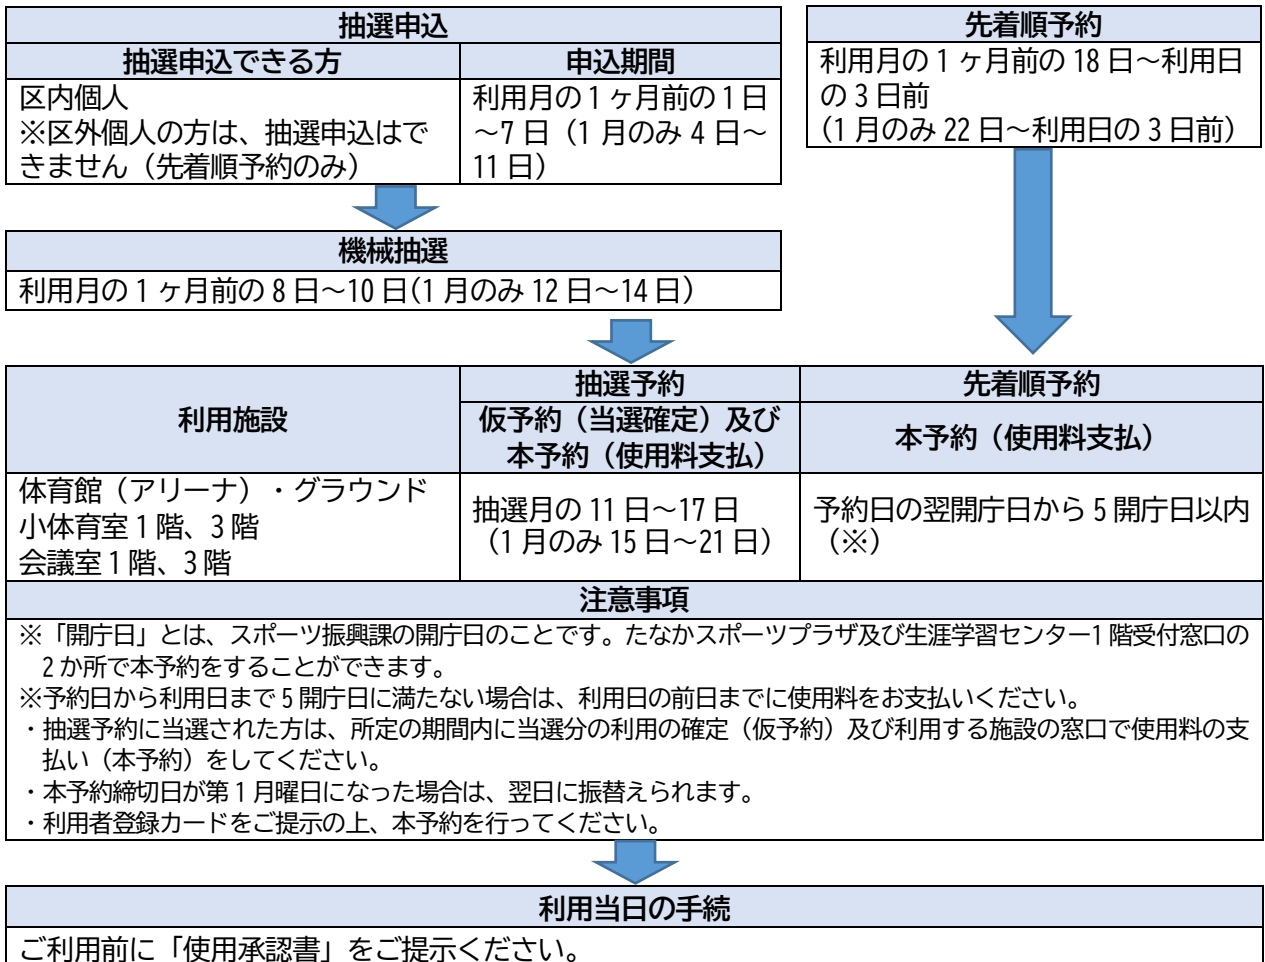 抽選申込
抽選申込できる方
申込期間
区内個人
※区外個人の方は、抽選申込はで
きません（先着順予約のみ）
利用月の１ヶ月前の１日
～7 日（1 月のみ 4 日～
11 日）
先着順予約
利用月の１ヶ月前の 18 日～利用日
の 3 日前
(1 月のみ 22 日～利用日の 3 日前）
機械抽選
利用月の 1 ヶ月前の 8 日～10 日(1 月のみ 12 日～14 日）
利用施設
抽選予約
仮予約（当選確定）及び
本予約（使用料支払）
先着順予約
本予約（使用料支払）
体育館（アリーナ）・グラウンド
小体育室 1 階、3 階
会議室 1 階、3 階
抽選月の 11 日～17 日
（1 月のみ 15 日～21 日）
予約日の翌開庁日から 5 開庁日以内
（※）
注意事項
※「開庁日」とは、スポーツ振興課の開庁日のことです。たなかスポーツプラザ及び生涯学習センター1 階受付窓口の
2 か所で本予約をすることができます。
※予約日から利用日まで 5 開庁日に満たない場合は、利用日の前日までに使用料をお支払いください。
・抽選予約に当選された方は、所定の期間内に当選分の利用の確定（仮予約）及び利用する施設の窓口で使用料の支
払い（本予約）をしてください。
・本予約締切日が第 1 月曜日になった場合は、翌日に振替えられます。
・利用者登録カードをご提示の上、本予約を行ってください。
利用当日の手続
ご利用前に「使用承認書」をご提示ください。